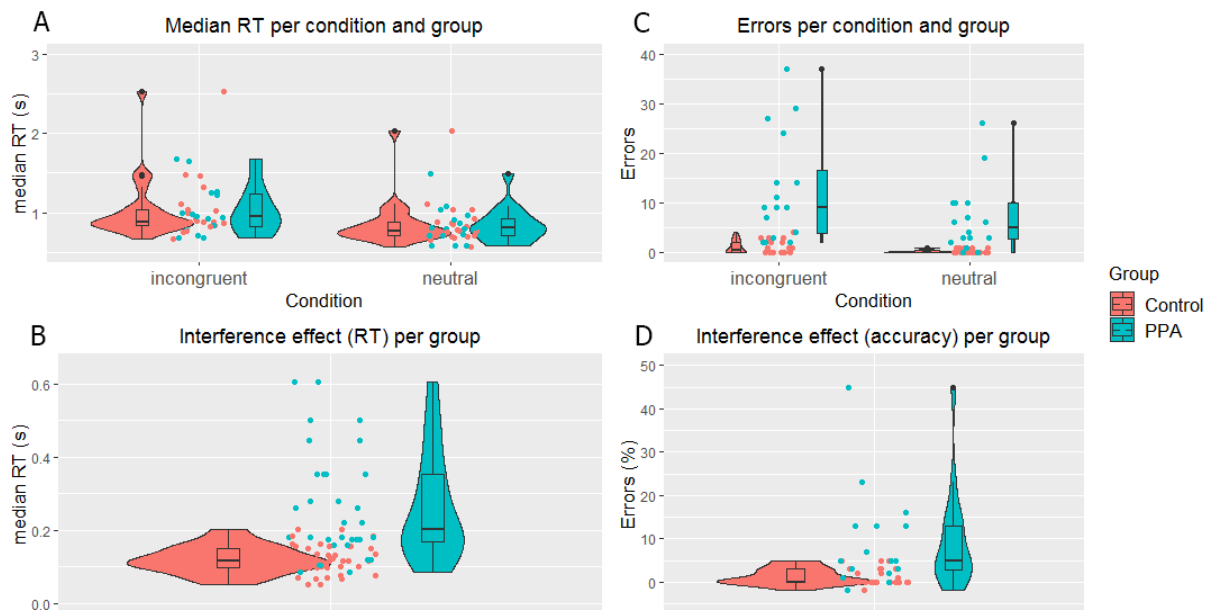 A
Median RT per condition and group
median RT (s)
3
2
1
incongruent
neutral
Condition
B
Interference effect (RT) per group
median RT (s)
0.6
0.4
0.2
0.0
C
Errors per condition and group
Errors
40
30
20
10
0
incongruent
neutral
Condition
D
Interference effect (accuracy) per group
Errors (%)
50
40
30
20
10
0
Group
Control
PPA